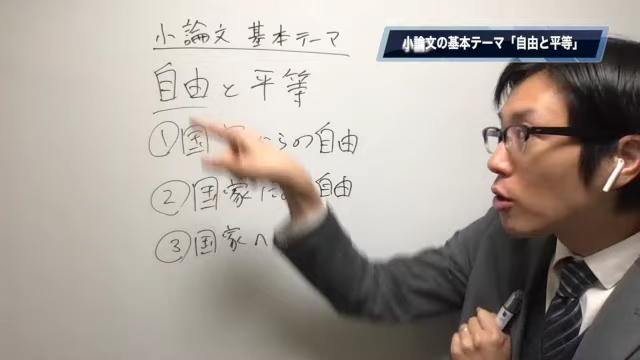 小論文 基本テーマ
小論文の基本テーマ「自由と平等」
自由と平等
① 国 らの自由
② 国家に 自由
③ 国家へ